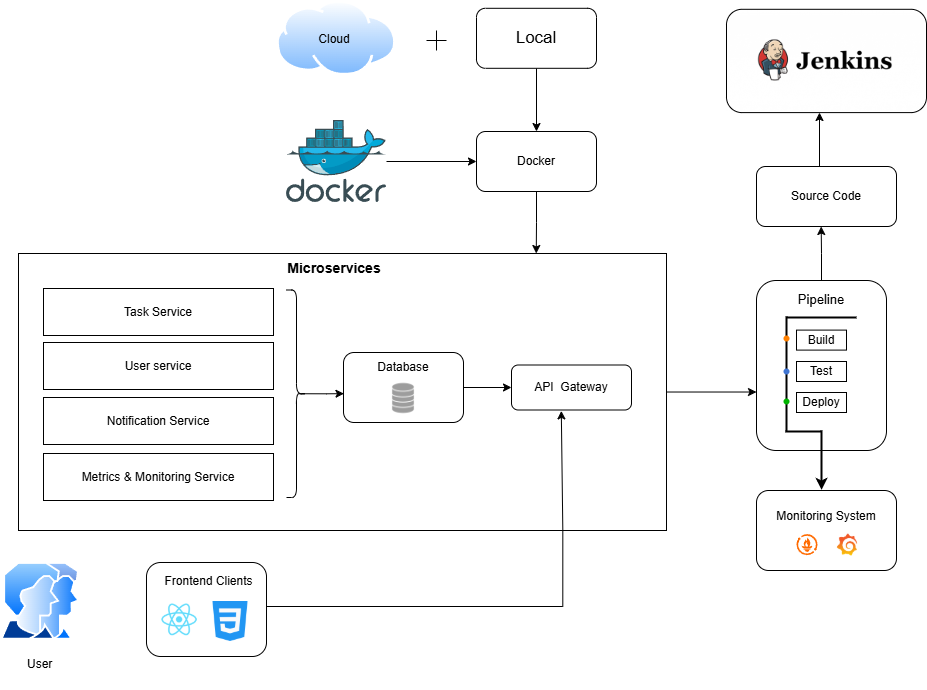 Cloud
Local
Jenkins
docker
Docker
Source Code
Microservices
Task Service
User service
Notification Service
Metrics & Monitoring Service
Database
API Gateway
Pipeline
Build
Test
Deploy
Monitoring System
Frontend Clients
3
User